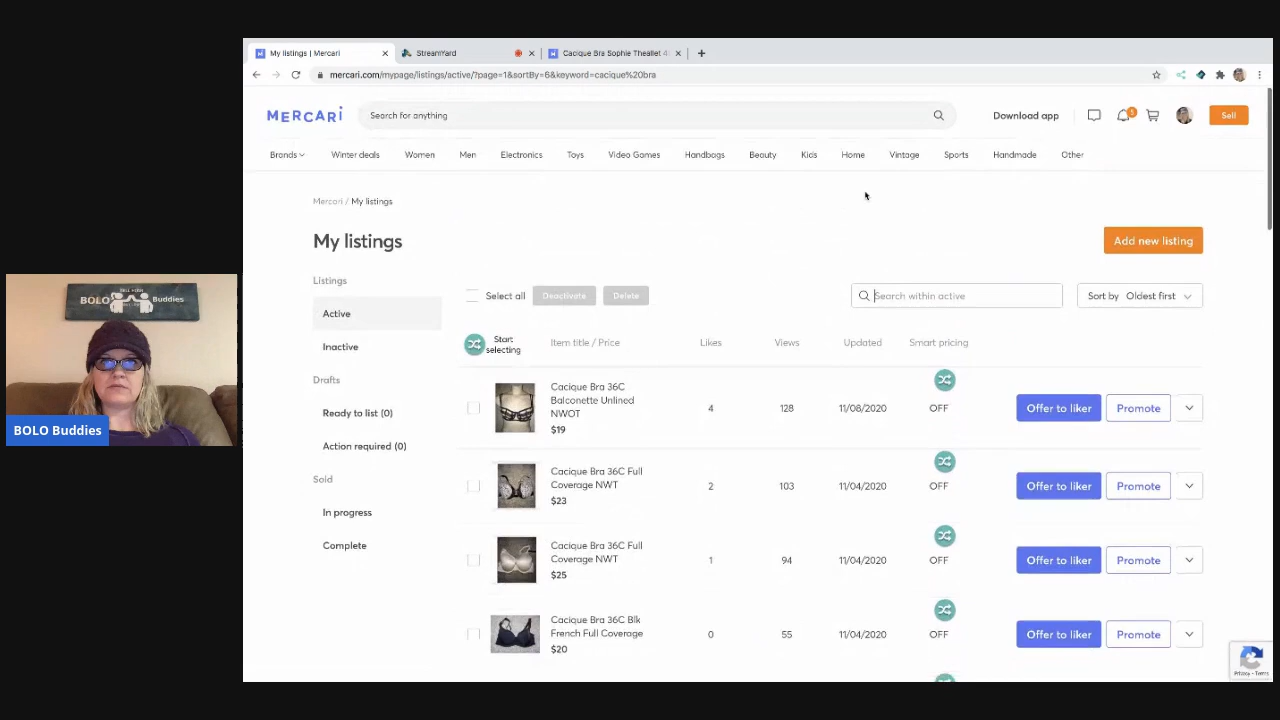 My listings | Mercari
StreamYard
Cacique Bra Sophie Theallet 4
mercari.com/mypage/listings/active/?page=1&sortBy=6&keyword=cacique%20bra
MERCARI
Search for anything
Download app
1
Sell
Brands
Winter deals
Women
Men
Electronics
Toys
Video Games
Handbags
Beauty
Kids
Home
Vintage
Sports
Handmade
Other
Mercari / My listings
My listings
Add new listing
Listings
Active
Inactive
Drafts
Ready to list (0)
Action required (0)
Sold
In progress
Complete
Select all
Deactivate
Delete
Search within active
Sort by Oldest first
Start
selecting
Item title / Price
Likes
Views
Updated
Smart pricing
Cacique Bra 36C
Balconette Unlined
NWOT
$19
4
128
11/08/2020
OFF
Offer to liker
Promote
Cacique Bra 36C Full
Coverage NWT
$23
2
103
11/04/2020
OFF
Offer to liker
Promote
Cacique Bra 36C Full
Coverage NWT
$25
1
94
11/04/2020
OFF
Offer to liker
Promote
Cacique Bra 36C Blk
French Full Coverage
$20
0
55
11/04/2020
OFF
Offer to liker
Promote
Privacy - Terms
BOLO Buddies
BOLO Buddies